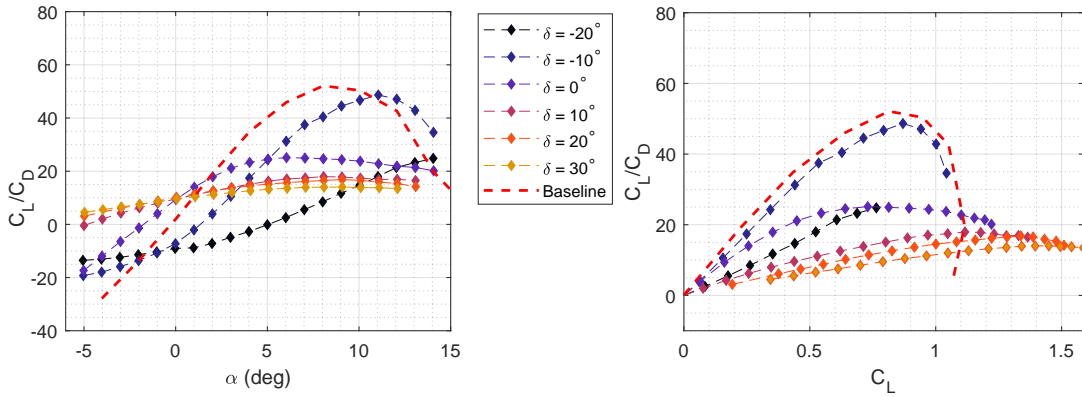 60
40
20
0
-20
-40
-5
0
5
10
15
C_L/C_D
α (deg)
δ = -20°
δ = -10°
δ = 0°
δ = 10°
δ = 20°
δ = 30°
Baseline
80
60
40
20
0
0
0.5
1
1.5
C_L/C_D
C_L